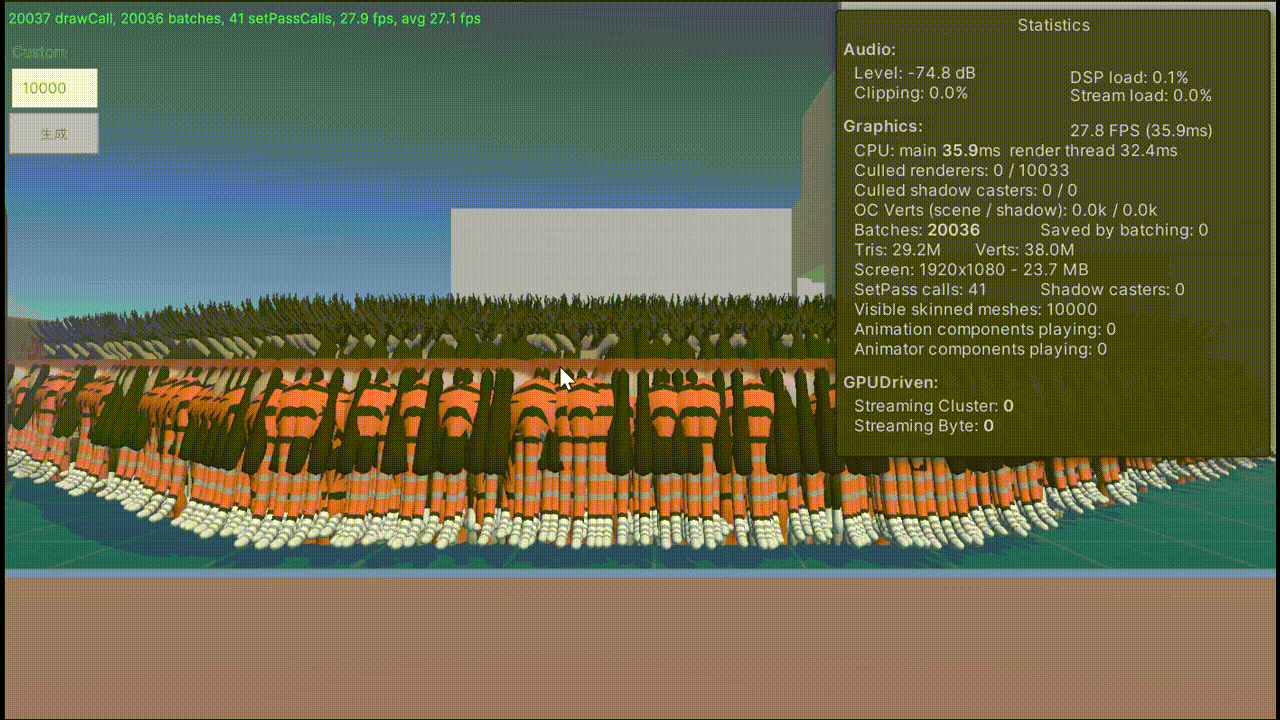 20037 drawCall, 20036 batches, 41 setPassCalls, 27.9 fps, avg 27.1 fps
Custom
10000
生成
Statistics
Audio:
Level: -74.8 dB
DSP load: 0.1%
Clipping: 0.0%
Stream load: 0.0%
Graphics:
27.8 FPS (35.9ms)
CPU: main 35.9ms render thread 32.4ms
Culled renderers: 0 / 10033
Culled shadow casters: 0 / 0
OC Verts (scene / shadow): 0.0k / 0.0k
Batches: 20036 Saved by batching: 0
Tris: 29.2M Verts: 38.0M
Screen: 1920x1080 - 23.7 MB
SetPass calls: 41 Shadow casters: 0
Visible skinned meshes: 10000
Animation components playing: 0
Animator components playing: 0
GPUDriven:
Streaming Cluster: 0
Streaming Byte: 0